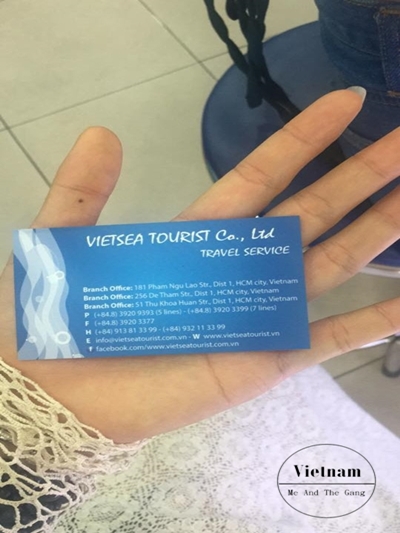 VIETSEA TOURIST Co., Ltd
TRAVEL SERVICE
Branch Office: 181 Pham Ngu Lao Str., Dist 1, HCM city, Vietnam
Branch Office: 256 De Tham Str., Dist 1, HCM city, Vietnam
Branch Office: 51 Thu Khoa Huan Str., Dist 1, HCM city, Vietnam
P (+84.8) 3920 9393 (5 lines) - (+84.8) 3920 3399 (7 lines)
F (+84.8) 3920 3377
H (+84) 913 81 33 99 - (+84) 932 11 33 99
E info@vietseatourist.com.vn - W www.vietseatourist.com.vn
f facebook.com/www.vietseatourist.com.vn
Vietnam
Me And The Gang